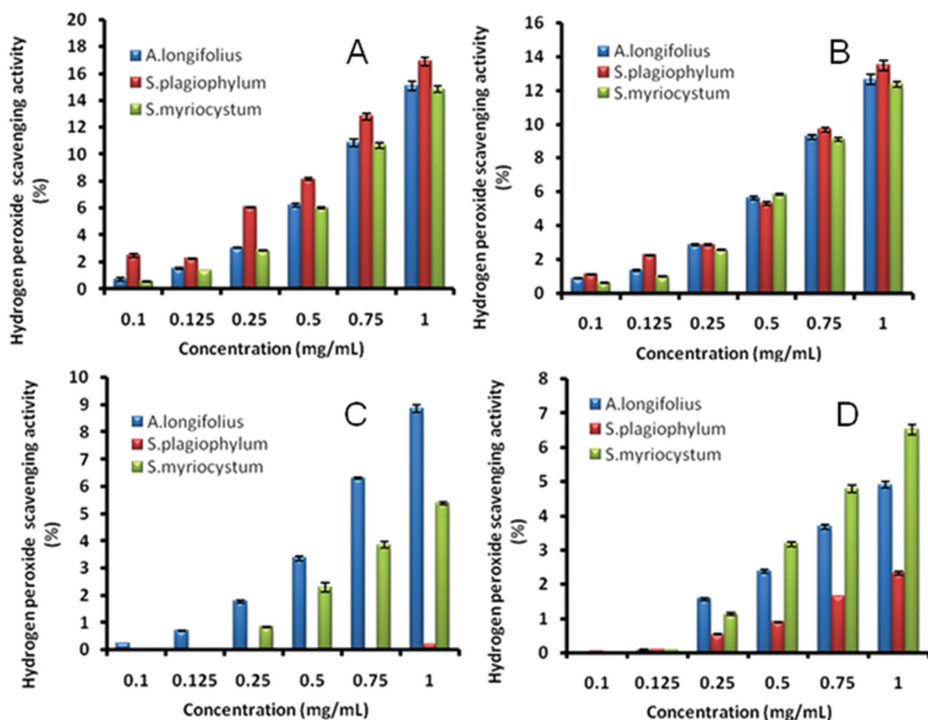 A
Hydrogen peroxide scavenging activity
(%)
20
18
16
14
12
10
8
6
4
2
0
A.longifolius
S.plagiophylum
S.myriocystum
0.1 0.125 0.25 0.5 0.75 1
Concentration (mg/mL)
B
Hydrogen peroxide scavenging activity
(%)
16
14
12
10
8
6
4
2
0
A.longifolius
S.plagiophylum
S.myriocystum
0.1 0.125 0.25 0.5 0.75 1
Concentration (mg/mL)
C
Hydrogen peroxide scavenging activity
(%)
10
9
8
7
6
5
4
3
2
1
0
A.longifolius
S.plagiophylum
S.myriocystum
0.1 0.125 0.25 0.5 0.75 1
Concentration (mg/mL)
D
Hydrogen peroxide scavenging activity
(%)
8
7
6
5
4
3
2
1
0
A.longifolius
S.plagiophylum
S.myriocystum
0.1 0.125 0.25 0.5 0.75 1
Concentration (mg/mL)